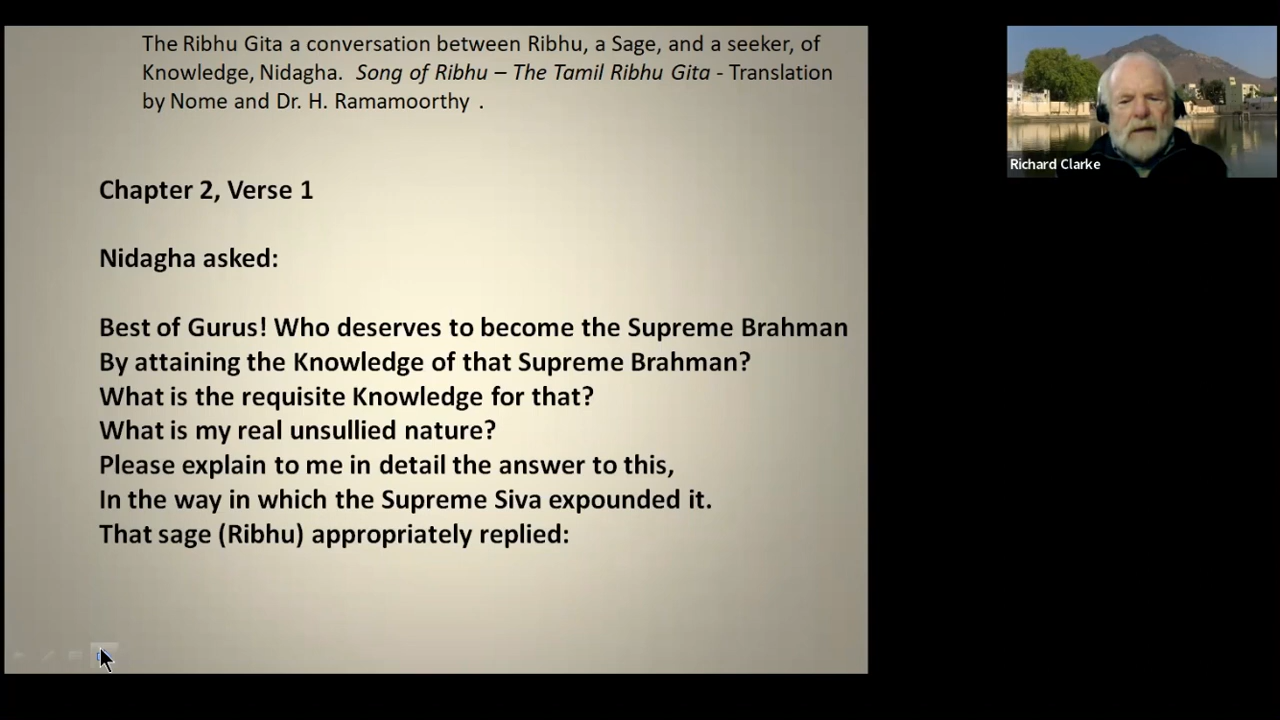 The Ribhu Gita a conversation between Ribhu, a Sage, and a seeker, of
Knowledge, Nidagha. Song of Ribhu – The Tamil Ribhu Gita - Translation
by Nome and Dr. H. Ramamoorthy .
Richard Clarke
Chapter 2, Verse 1
Nidagha asked:
Best of Gurus! Who deserves to become the Supreme Brahman
By attaining the Knowledge of that Supreme Brahman?
What is the requisite Knowledge for that?
What is my real unsullied nature?
Please explain to me in detail the answer to this,
In the way in which the Supreme Siva expounded it.
That sage (Ribhu) appropriately replied: